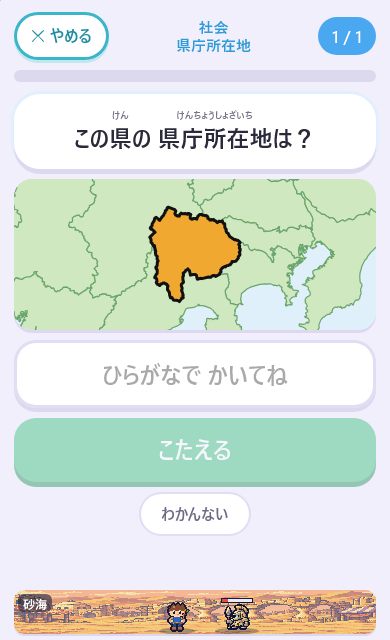 × やめる
社会
県庁所在地
1 / 1
けん けんちょうしょざいち
この県の 県庁所在地は？
ひらがなで かいてね
こたえる
わかんない
砂海